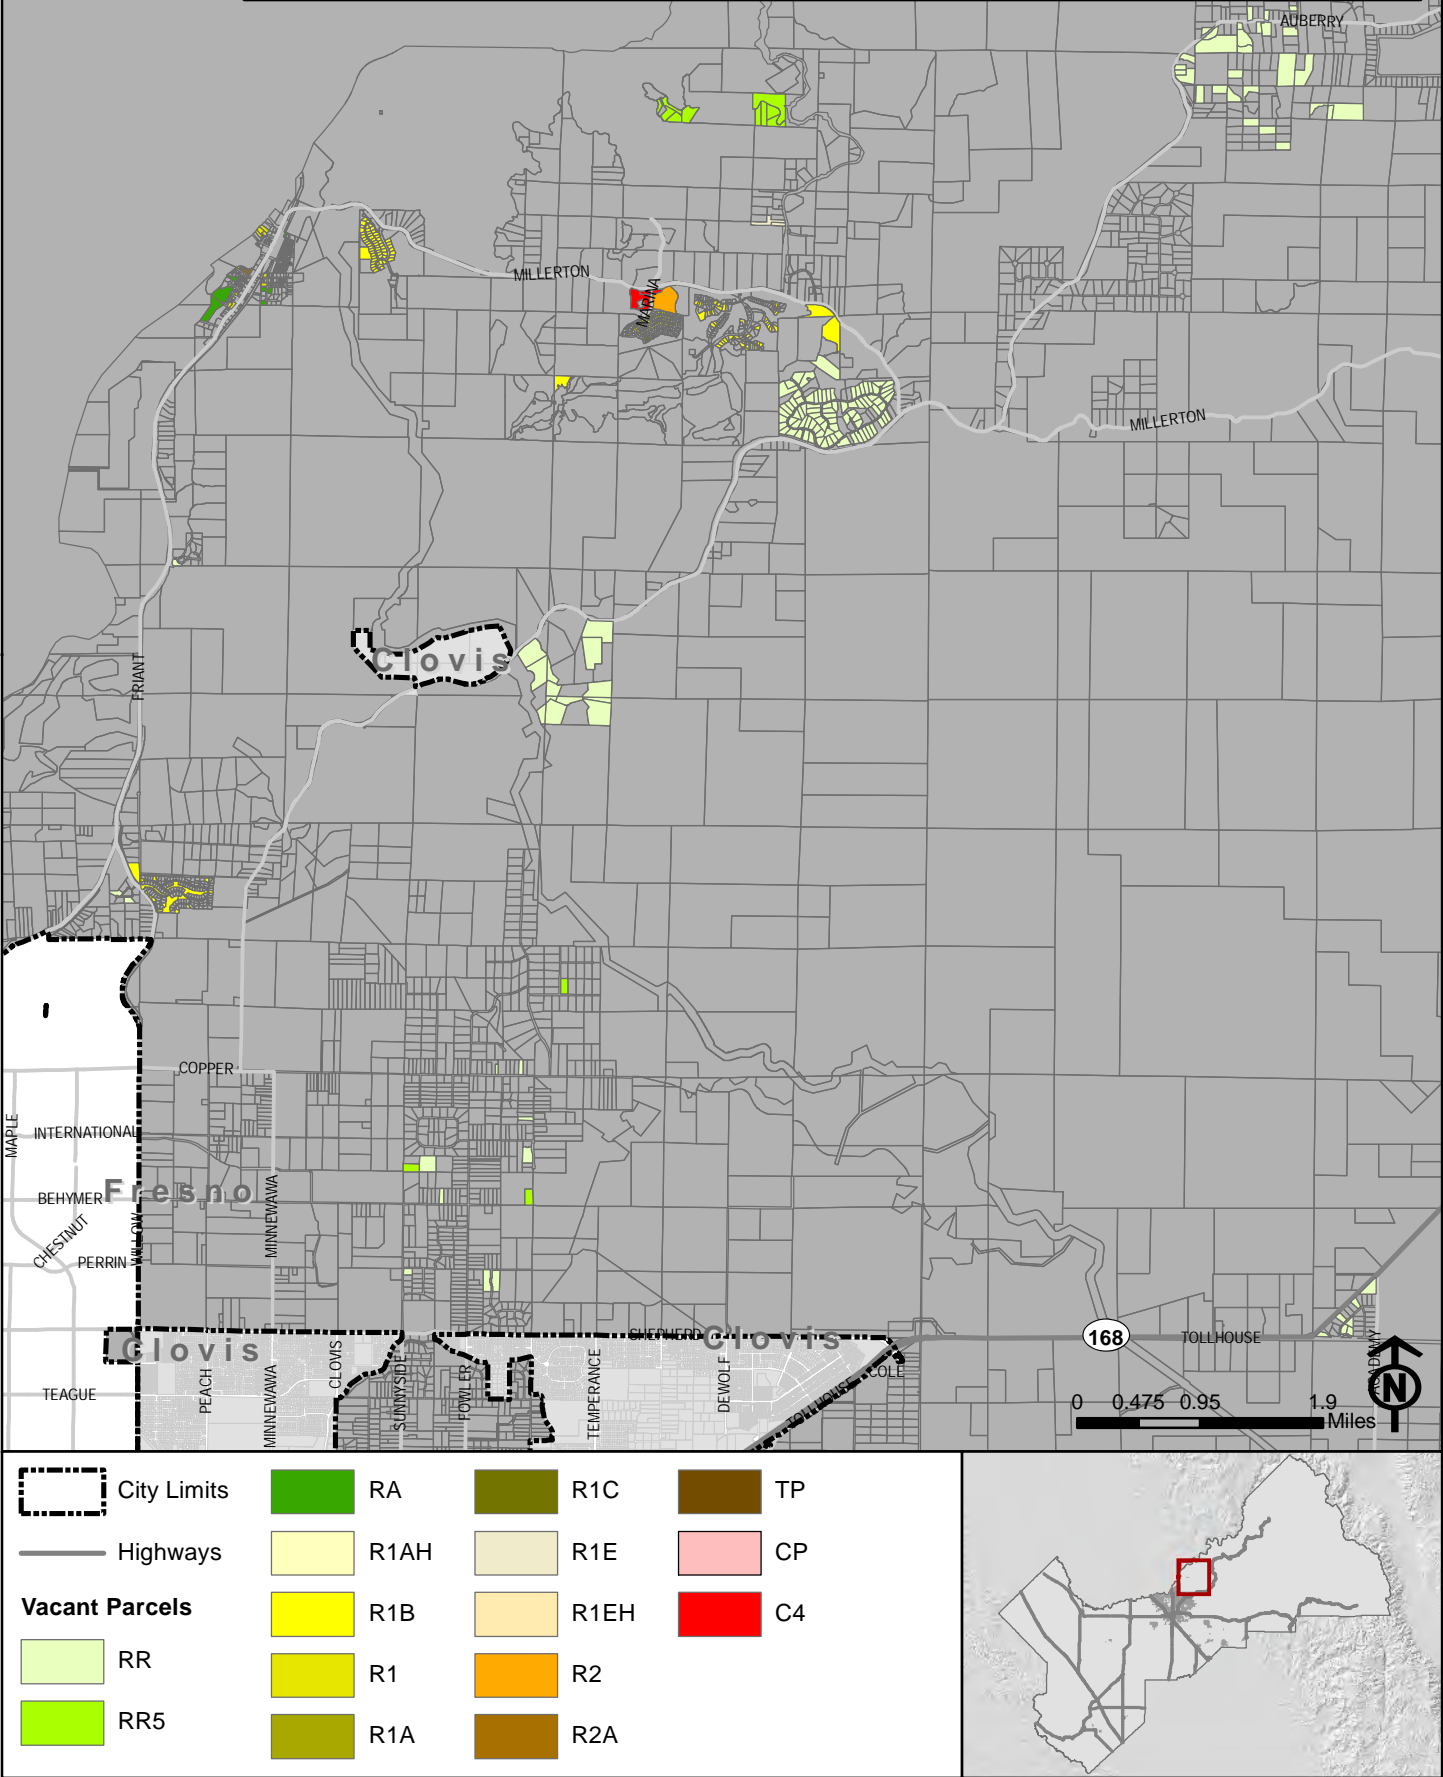 AUBERRY
MILLERTON
MARINA
MILLERTON
FRIANT
Clovis
COPPER
MAPLE
INTERNATIONAL
BEHYMER
Fresno
MINNEWAWA
CHESTNUT
WILLOW
PERRIN
SHEPHERD
Clovis
168
TOLLHOUSE
Clovis
CLOVIS
PEACH
MINNEWAWA
SUNNYSIDE
FOWLER
TEMPERANCE
DEWOLF
COLE
TOLLHOUSE
ACADEMY
TEAGUE
N
0 0.475 0.95 1.9
Miles
City Limits
Highways
Vacant Parcels
RR
RR5
RA
R1AH
R1B
R1
R1A
R1C
R1E
R1EH
R2
R2A
TP
CP
C4